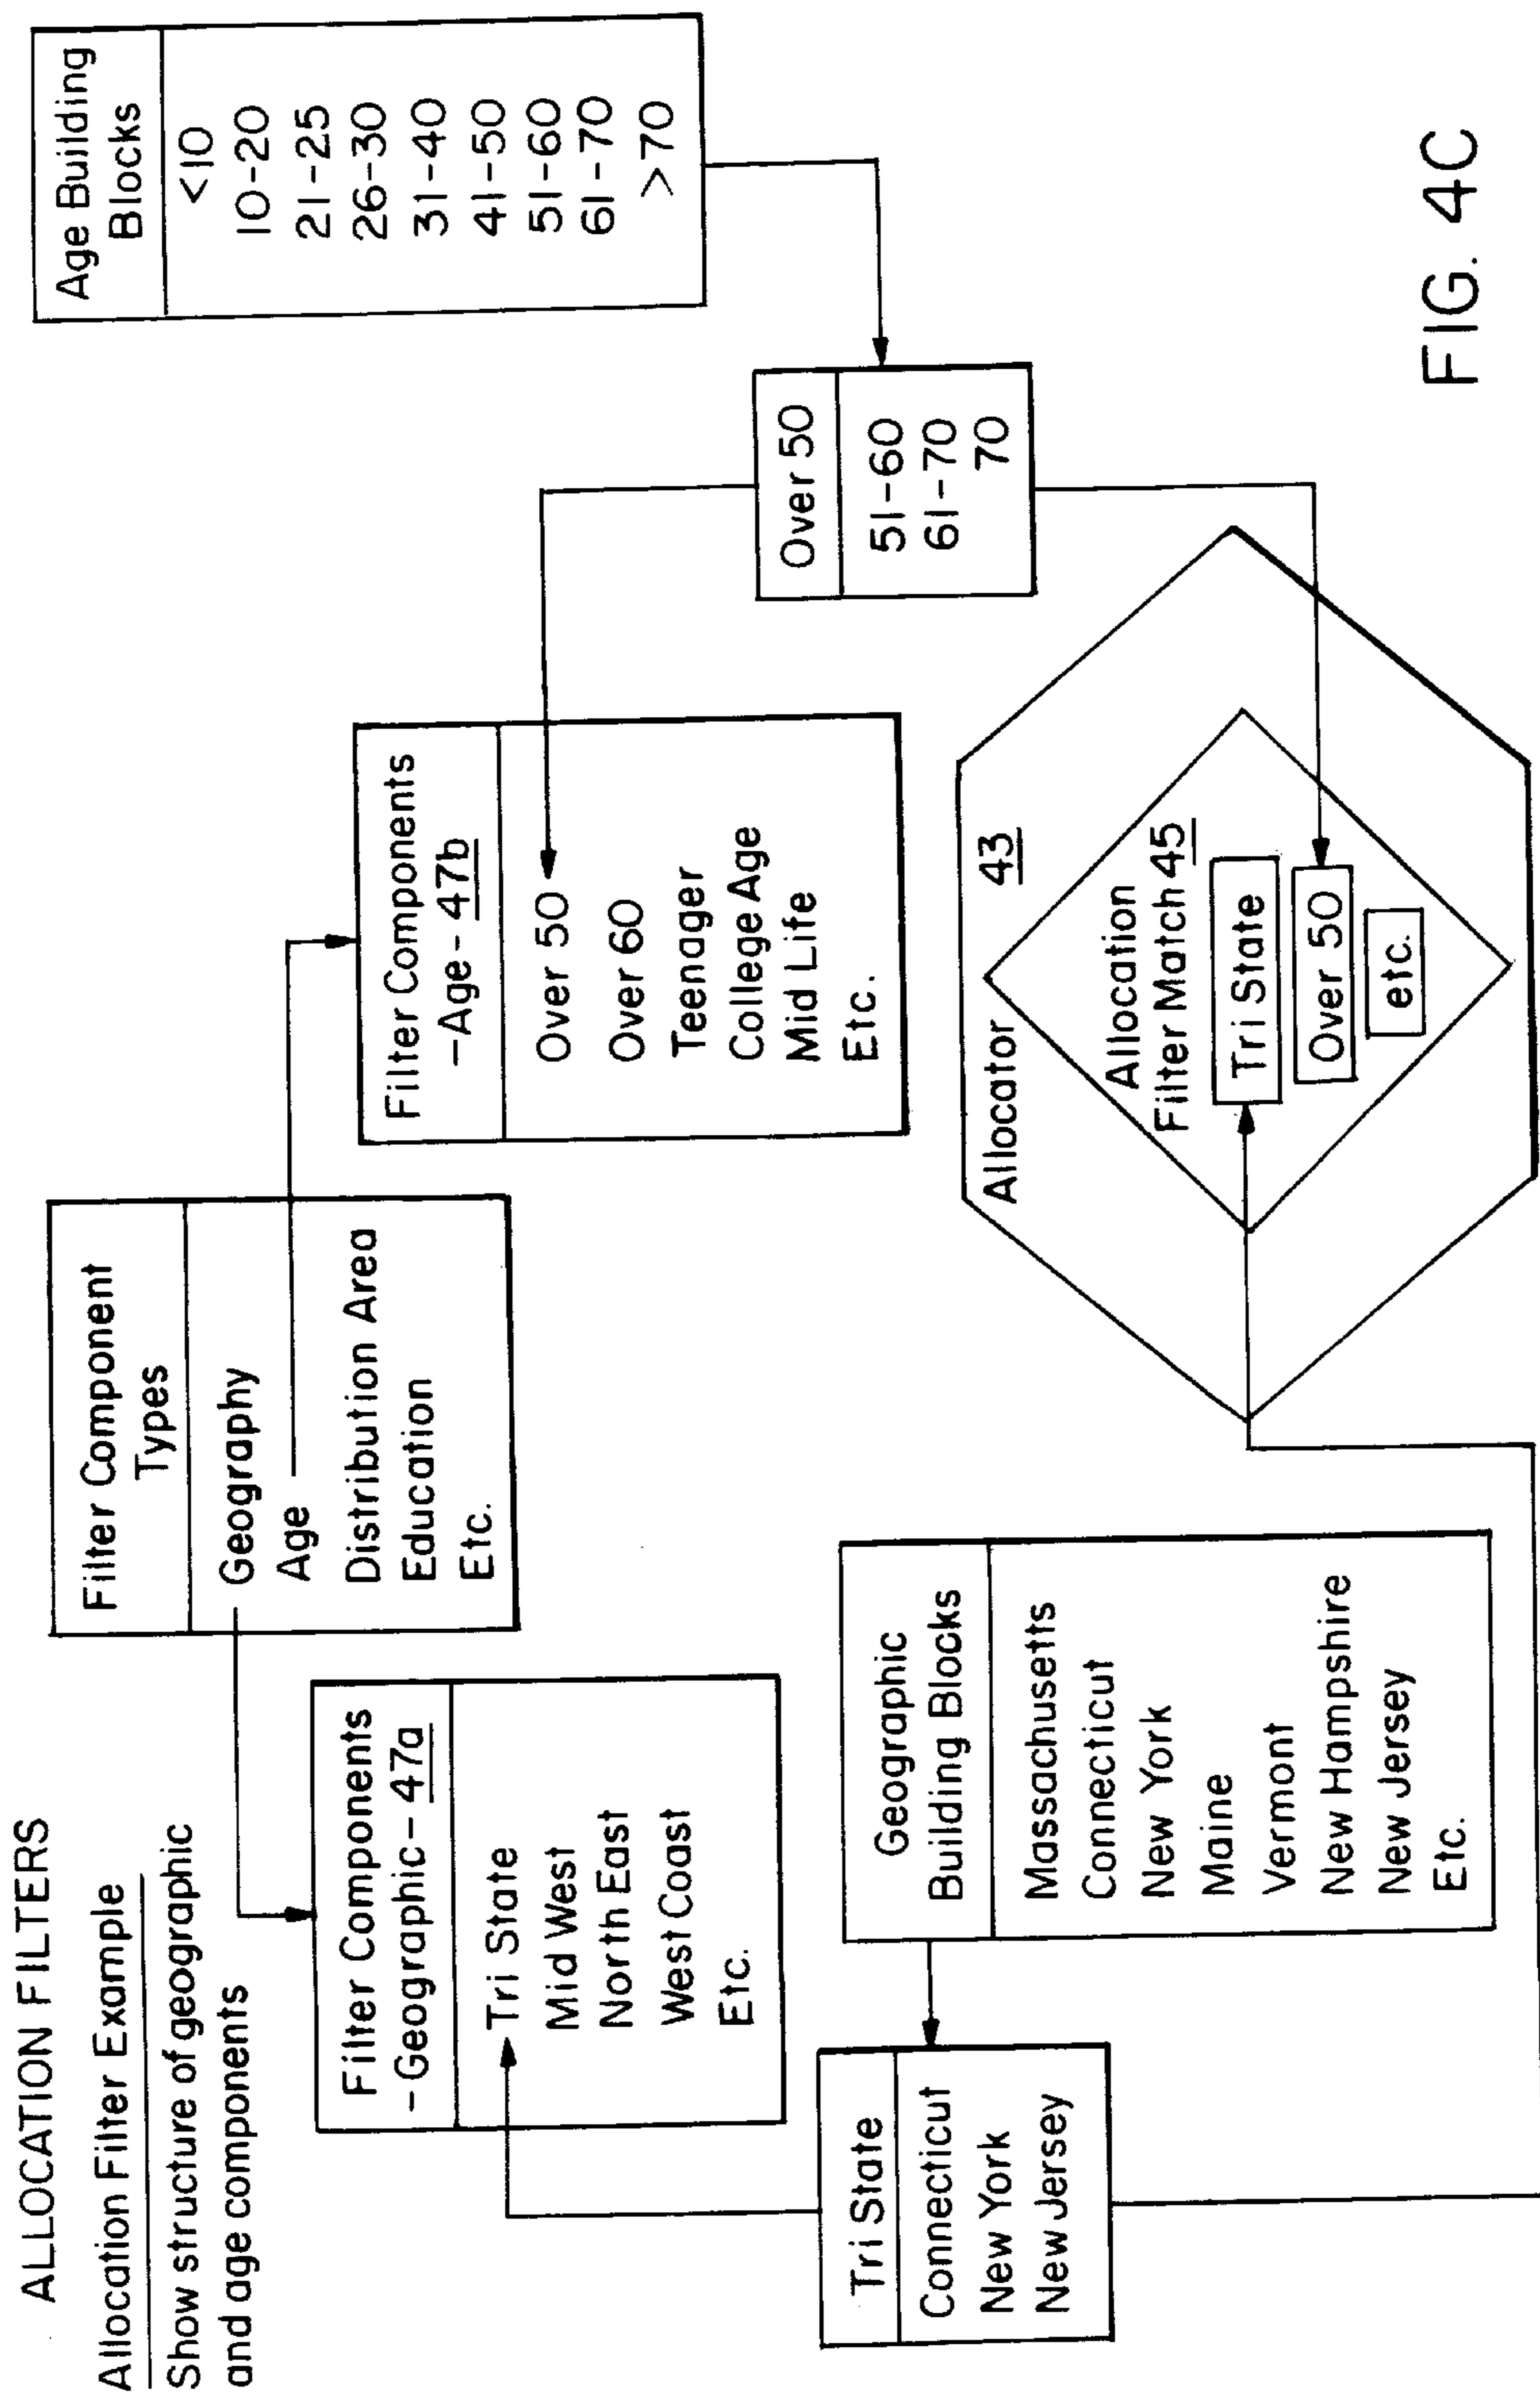 ALLOCATION FILTERS
Allocation Filter Example
Show structure of geographic
and age components
Filter Component
Types
Geography
Age
Distribution Area
Education
Etc.
Age Building
Blocks
<10
10-20
21-25
26-30
31-40
41-50
51-60
61-70
>70
Filter Components
-Geographic-47a
Tri State
Mid West
North East
West Coast
Etc.
Filter Components
-Age-47b
Over 50
Over 60
Teenager
College Age
Mid Life
Etc.
Over 50
51-60
61-70
70
Tri State
Connecticut
New York
New Jersey
Geographic
Building Blocks
Massachusetts
Connecticut
New York
Maine
Vermont
New Hampshire
New Jersey
Etc.
Allocator 43
Allocation
Filter Match 45
Tri State
Over 50
etc.
FIG. 4C